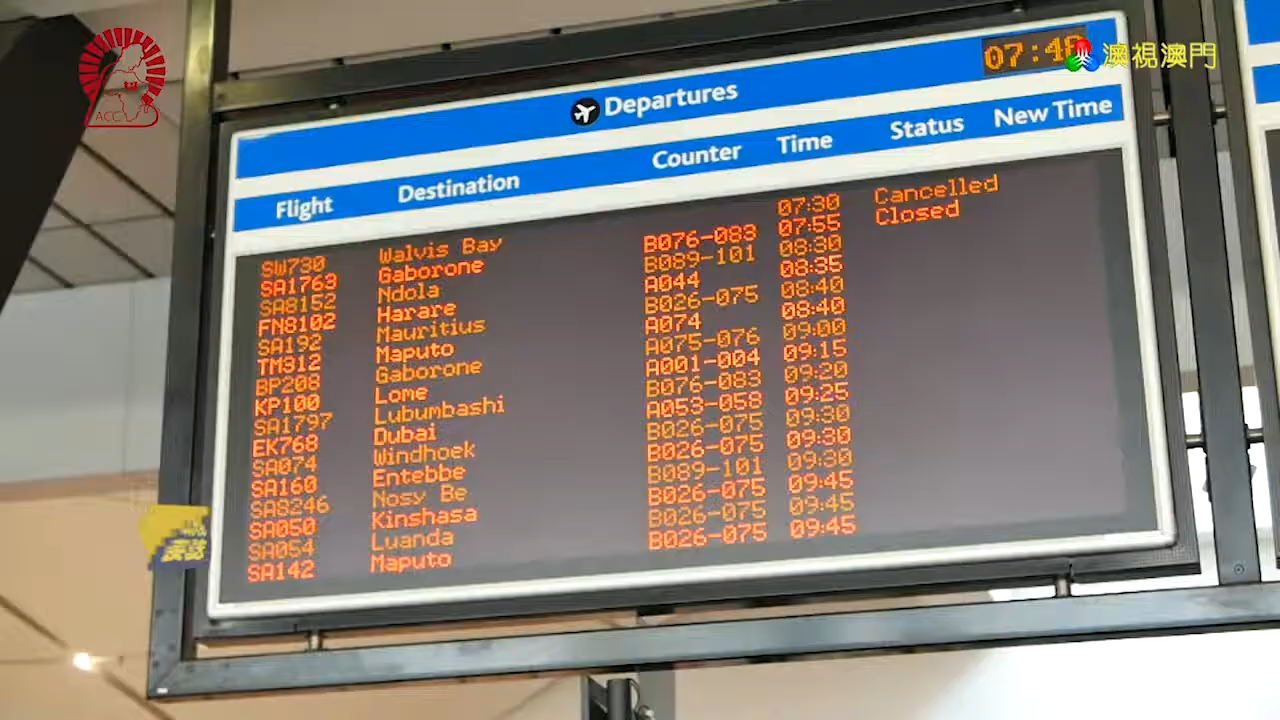 Departures 澳視澳門
Flight Destination Counter Time Status New Time
SW730 Walvis Bay 07:30 Cancelled
SA1763 Gaborone B076-083 07:55 Closed
SA8152 Ndola B089-101 08:30
FN8102 Harare A044 08:35
SA192 Mauritius B026-075 08:40
TM312 Maputo A074 08:40
BP208 Gaborone A075-076 09:00
KP100 Lome A001-004 09:15
SA1797 Lubumbashi B076-083 09:20
EK768 Dubai A053-058 09:25
SA074 Windhoek B026-075 09:30
SA160 Entebbe B026-075 09:30
SA8246 Nosy Be B089-101 09:30
SA050 Kinshasa B026-075 09:45
SA054 Luanda B026-075 09:45
SA142 Maputo B026-075 09:45
ACC